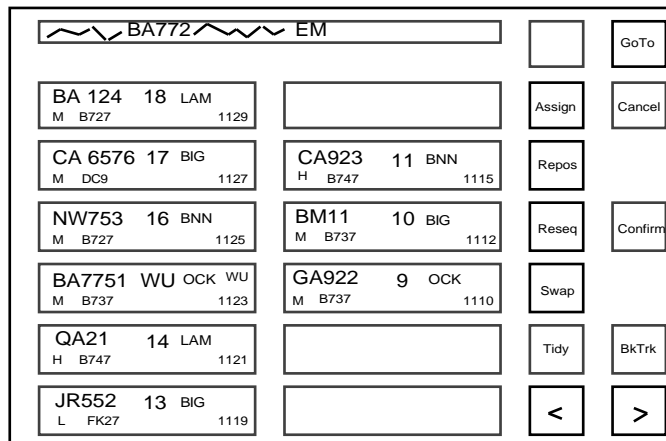 BA772 EM
GoTo
BA 124 18 LAM
M B727 1129
Assign
Cancel
CA 6576 17 BIG
M DC9 1127
CA923 11 BNN
H B747 1115
Repos
NW753 16 BNN
M B727 1125
BM11 10 BIG
M B737 1112
Reseq
Confirm
BA7751 WU OCK WU
M B737 1123
GA922 9 OCK
M B737 1110
Swap
QA21 14 LAM
H B747 1121
Tidy
BkTrk
JR552 13 BIG
L FK27 1119
< >